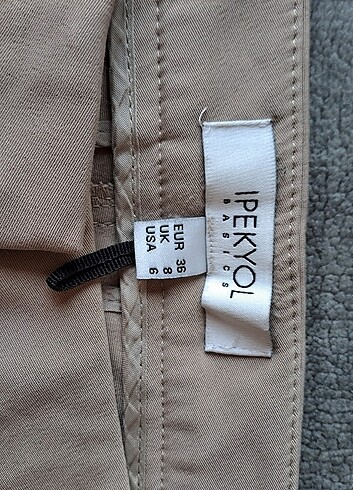 IPEKYOL
BASICS
EUR 36
UK 8
USA 6